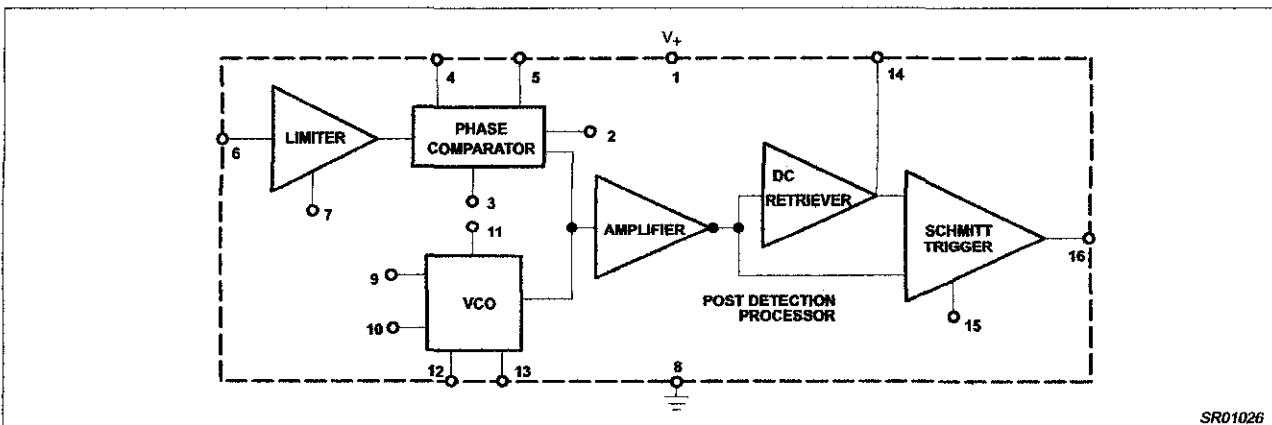 V+
4
5
1
14
LIMITER
PHASE
COMPARATOR
2
6
7
3
11
DC
RETRIEVER
AMPLIFIER
SCHMITT
TRIGGER
16
9
VCO
10
POST DETECTION
PROCESSOR
15
12
13
8
SR01026